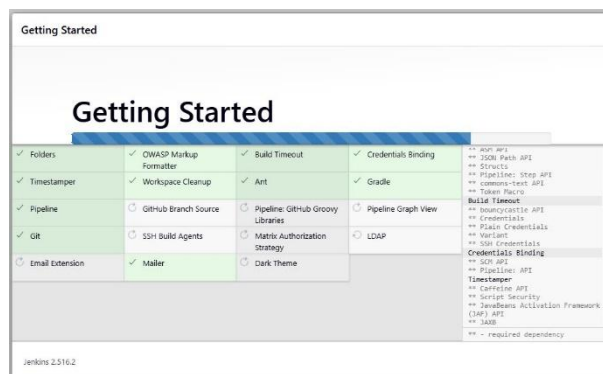 Getting Started
Getting Started
Folders
OWASP Markup
Formatter
Build Timeout
Credentials Binding
Timestamper
Workspace Cleanup
Ant
Gradle
Pipeline
GitHub Branch Source
Pipeline: GitHub Groovy
Libraries
Pipeline Graph View
Git
SSH Build Agents
Matrix Authorization
Strategy
LDAP
Email Extension
Mailer
Dark Theme
** ASM API
** JSON Path API
** Structs
** Pipeline: Step API
** commons-text API
** Token Macro
Build Timeout
** bouncycastle API
** Credentials
** Plain Credentials
** Variant
** SSH Credentials
Credentials Binding
** SCM API
** Pipeline: API
Timestamper
** Caffeine API
** Script Security
** JavaBeans Activation Framework
(JAF) API
** JAXB
** - required dependency
Jenkins 2.516.2